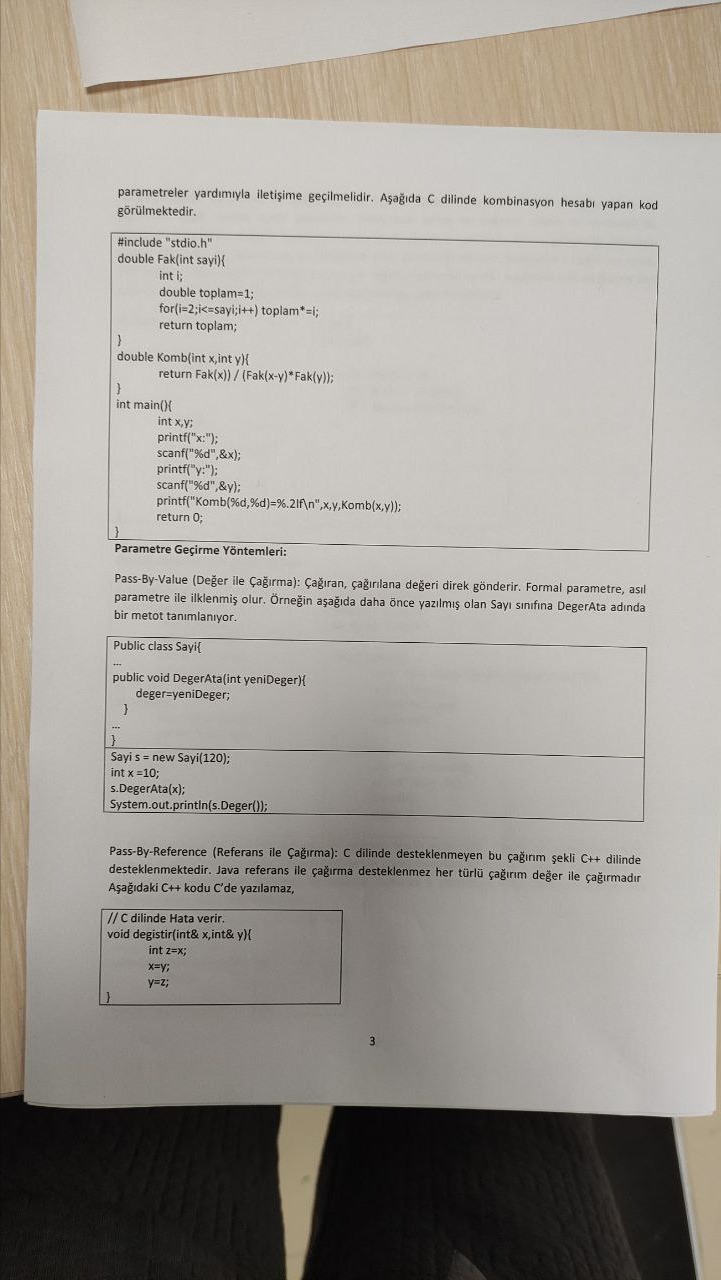 parametreler yardımıyla iletişime geçilmelidir. Aşağıda C dilinde kombinasyon hesabı yapan kod
görülmektedir.
#include "stdio.h"
double Fak(int sayi){
int i;
double toplam=1;
for(i=2;i<=sayi;i++) toplam*=i;
return toplam;
}
double Komb(int x,int y){
return Fak(x)) / (Fak(x-y)*Fak(y));
}
int main(){
int x,y;
printf("x:");
scanf("%d",&x);
printf("y:");
scanf("%d",&y);
printf("Komb(%d,%d)=%.2lf\n",x,y,Komb(x,y));
return 0;
}
Parametre Geçirme Yöntemleri:
Pass-By-Value (Değer ile Çağırma): Çağıran, çağırılana değeri direk gönderir. Formal parametre, asıl
parametre ile ilklenmiş olur. Örneğin aşağıda daha önce yazılmış olan Sayı sınıfına DegerAta adında
bir metot tanımlanıyor.
Public class Sayi{
...
public void DegerAta(int yeniDeger){
deger=yeniDeger;
}
...
}
Sayi s = new Sayi(120);
int x =10;
s.DegerAta(x);
System.out.println(s.Deger());
Pass-By-Reference (Referans ile Çağırma): C dilinde desteklenmeyen bu çağırım şekli C++ dilinde
desteklenmektedir. Java referans ile çağırma desteklenmez her türlü çağırım değer ile çağırmadır
Aşağıdaki C++ kodu C'de yazılamaz,
// C dilinde Hata verir.
void degistir(int& x,int& y){
int z=x;
x=y;
y=z;
}
3